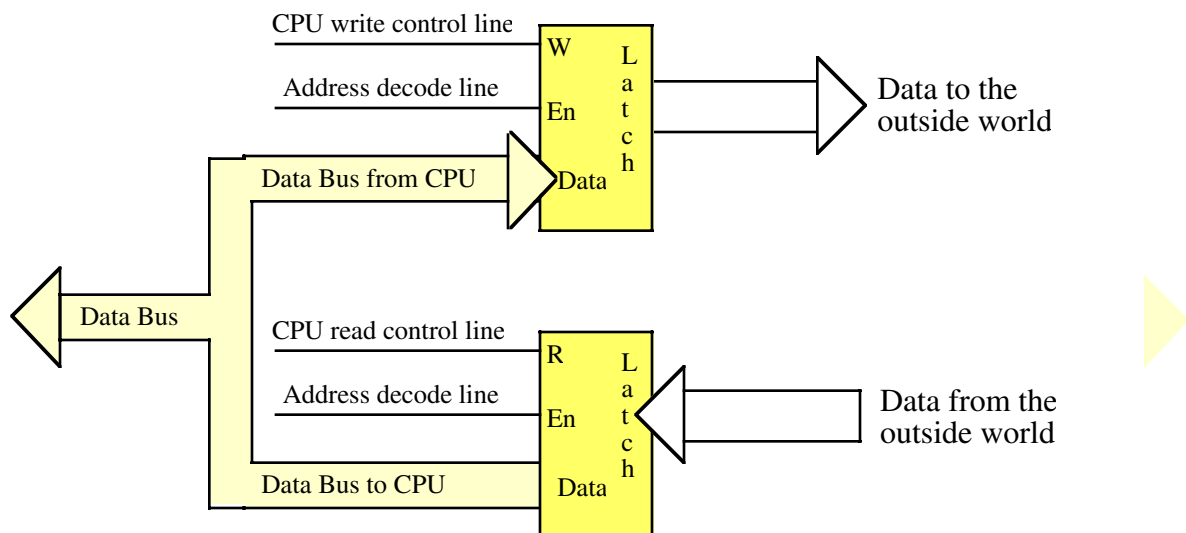 CPU write control line
W
Address decode line
En
Latch
Data Bus from CPU
Data
Data to the
outside world
Data Bus
CPU read control line
R
Address decode line
En
Latch
Data Bus to CPU
Data
Data from the
outside world